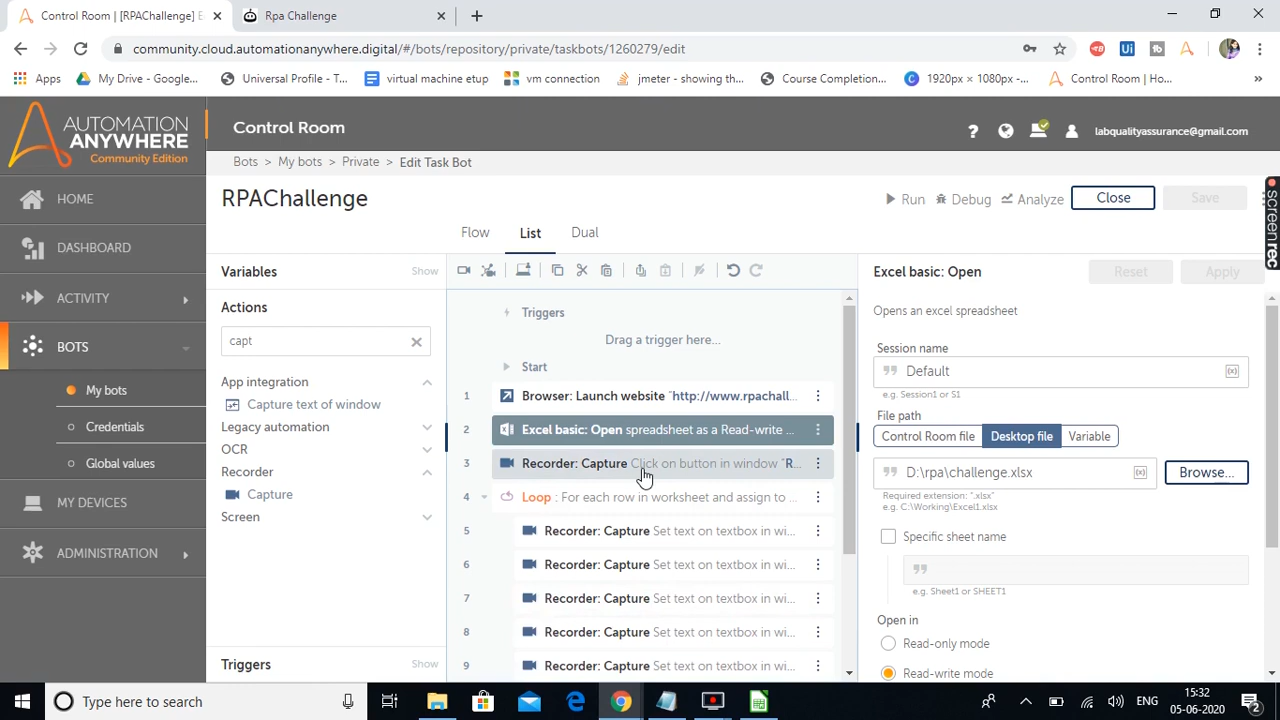 Control Room | [RPAChallenge] E
Rpa Challenge
community.cloud.automationanywhere.digital/#/bots/repository/private/taskbots/1260279/edit
Apps
My Drive - Google...
Universal Profile - T...
virtual machine etup
vm connection
jmeter - showing th...
Course Completion...
1920px × 1080px –...
Control Room | Ho...
»
AUTOMATION
ANYWHERE
Community Edition
Control Room
labqualityassurance@gmail.com
Bots > My bots > Private > Edit Task Bot
HOME
DASHBOARD
ACTIVITY
BOTS
My bots
Credentials
Global values
MY DEVICES
ADMINISTRATION
RPAChallenge
Run
Debug
Analyze
Close
Save
Flow
List
Dual
Variables
Show
Actions
capt
App integration
Capture text of window
Legacy automation
OCR
Recorder
Capture
Screen
Triggers
Show
Triggers
Drag a trigger here...
Start
1 Browser: Launch website "http://www.rpachall...
2 Excel basic: Open spreadsheet as a Read-write ...
3 Recorder: Capture Click on button in window "R...
4 Loop : For each row in worksheet and assign to ...
5 Recorder: Capture Set text on textbox in wi...
6 Recorder: Capture Set text on textbox in wi...
7 Recorder: Capture Set text on textbox in wi...
8 Recorder: Capture Set text on textbox in wi...
9 Recorder: Capture Set text on textbox in wi...
Excel basic: Open
Reset
Apply
Opens an excel spreadsheet
Session name
Default
(x)
e.g. Session1 or S1
File path
Control Room file
Desktop file
Variable
D:\rpa\challenge.xlsx
(x)
Browse...
Required extension: ".xlsx"
e.g. C:\Working\Excel1.xlsx
Specific sheet name
e.g. Sheet1 or SHEET1
Open in
Read-only mode
Read-write mode
screenrec
Type here to search
ENG
15:32
05-06-2020
2